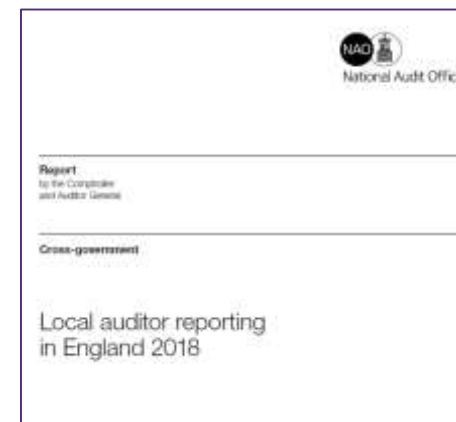 NAO
National Audit Offic
Report
by the Comptroller
and Auditor General
Cross-government
Local auditor reporting
in England 2018